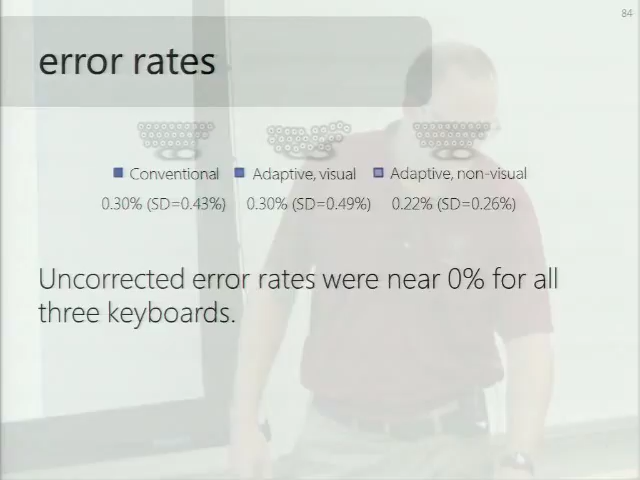 84
error rates
Conventional Adaptive, visual Adaptive, non-visual
0.30% (SD=0.43%) 0.30% (SD=0.49%) 0.22% (SD=0.26%)
Uncorrected error rates were near 0% for all
three keyboards.